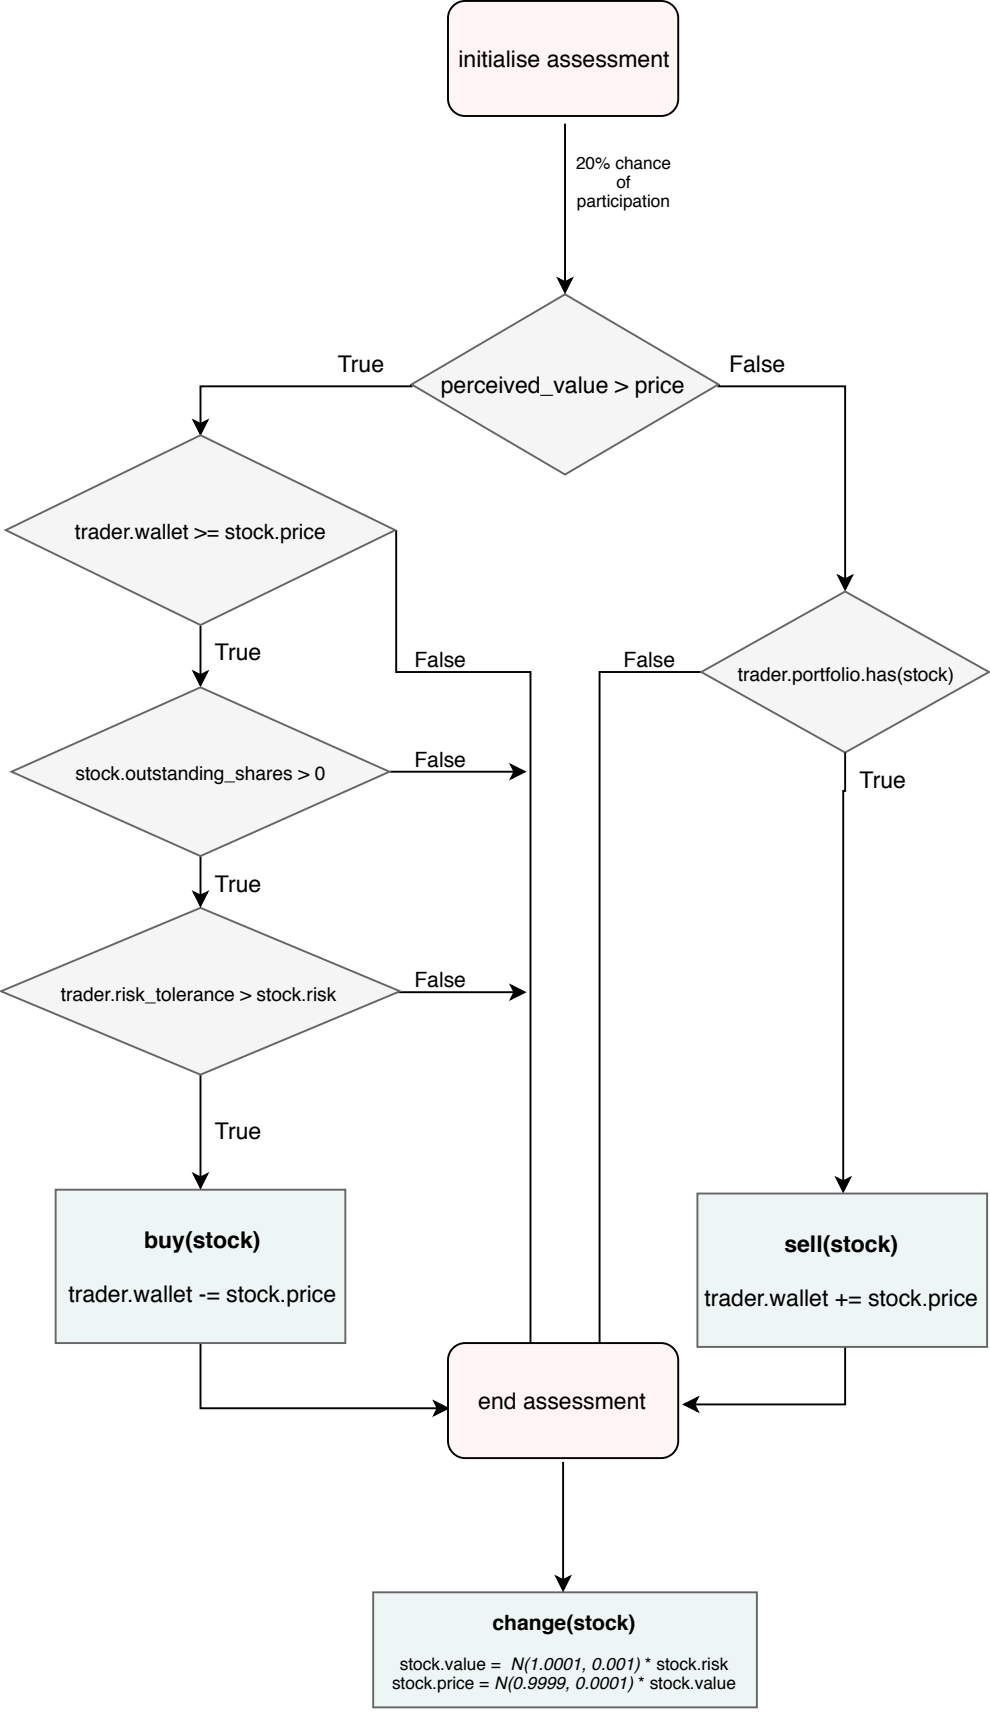 initialise assessment
20% chance
of
participation
perceived_value > price
True
False
trader.wallet >= stock.price
True
False
False
trader.portfolio.has(stock)
stock.outstanding_shares > 0
False
True
True
trader.risk_tolerance > stock.risk
False
True
buy(stock)
trader.wallet -= stock.price
sell(stock)
trader.wallet += stock.price
end assessment
change(stock)
stock.value = N(1.0001, 0.001) * stock.risk
stock.price = N(0.9999, 0.0001) * stock.value